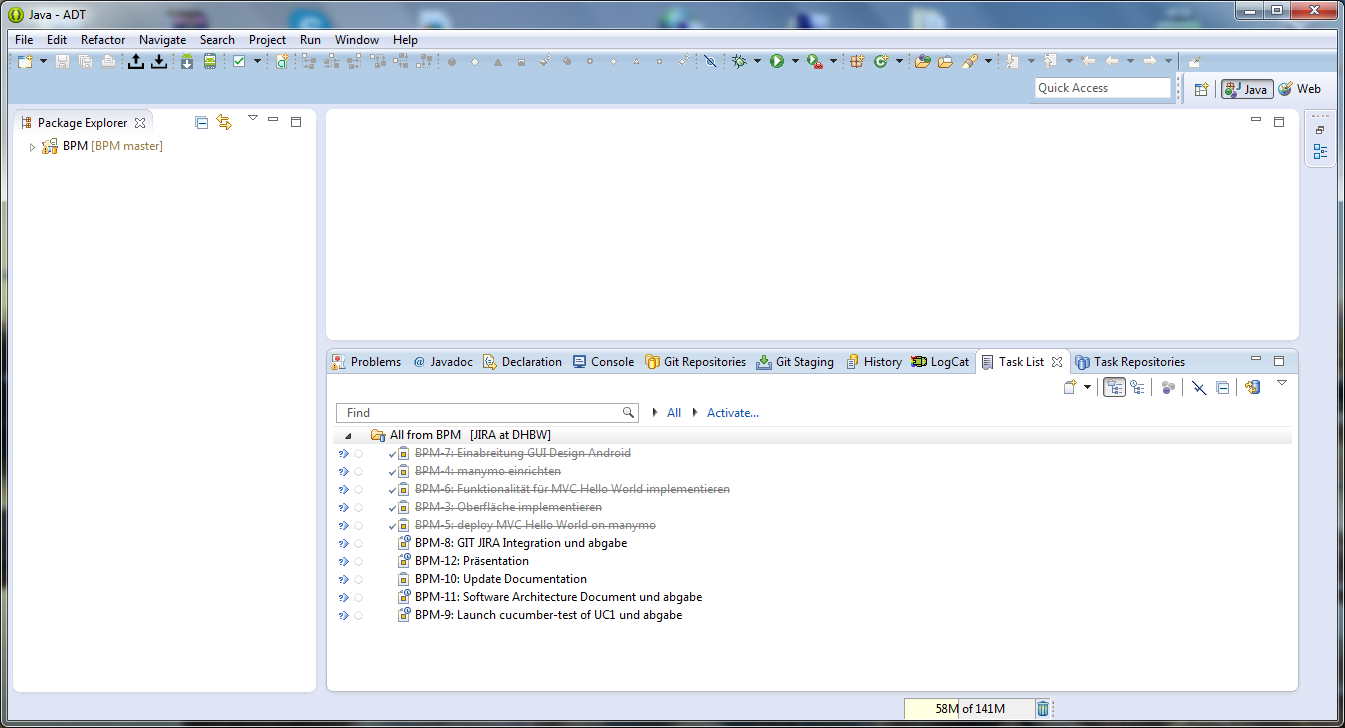 Java - ADT
File Edit Refactor Navigate Search Project Run Window Help
Quick Access
Java
Web
Package Explorer
BPM [BPM master]
Problems @ Javadoc Declaration Console Git Repositories Git Staging History LogCat Task List Task Repositories
Find
All
Activate...
All from BPM [JIRA at DHBW]
BPM-7: Einabreitung GUI Design Android
BPM-4: manymo einrichten
BPM-6: Funktionalität für MVC Hello World implementieren
BPM-3: Oberfläche implementieren
BPM-5: deploy MVC Hello World on manymo
BPM-8: GIT JIRA Integration und abgabe
BPM-12: Präsentation
BPM-10: Update Documentation
BPM-11: Software Architecture Document und abgabe
BPM-9: Launch cucumber-test of UC1 und abgabe
58M of 141M